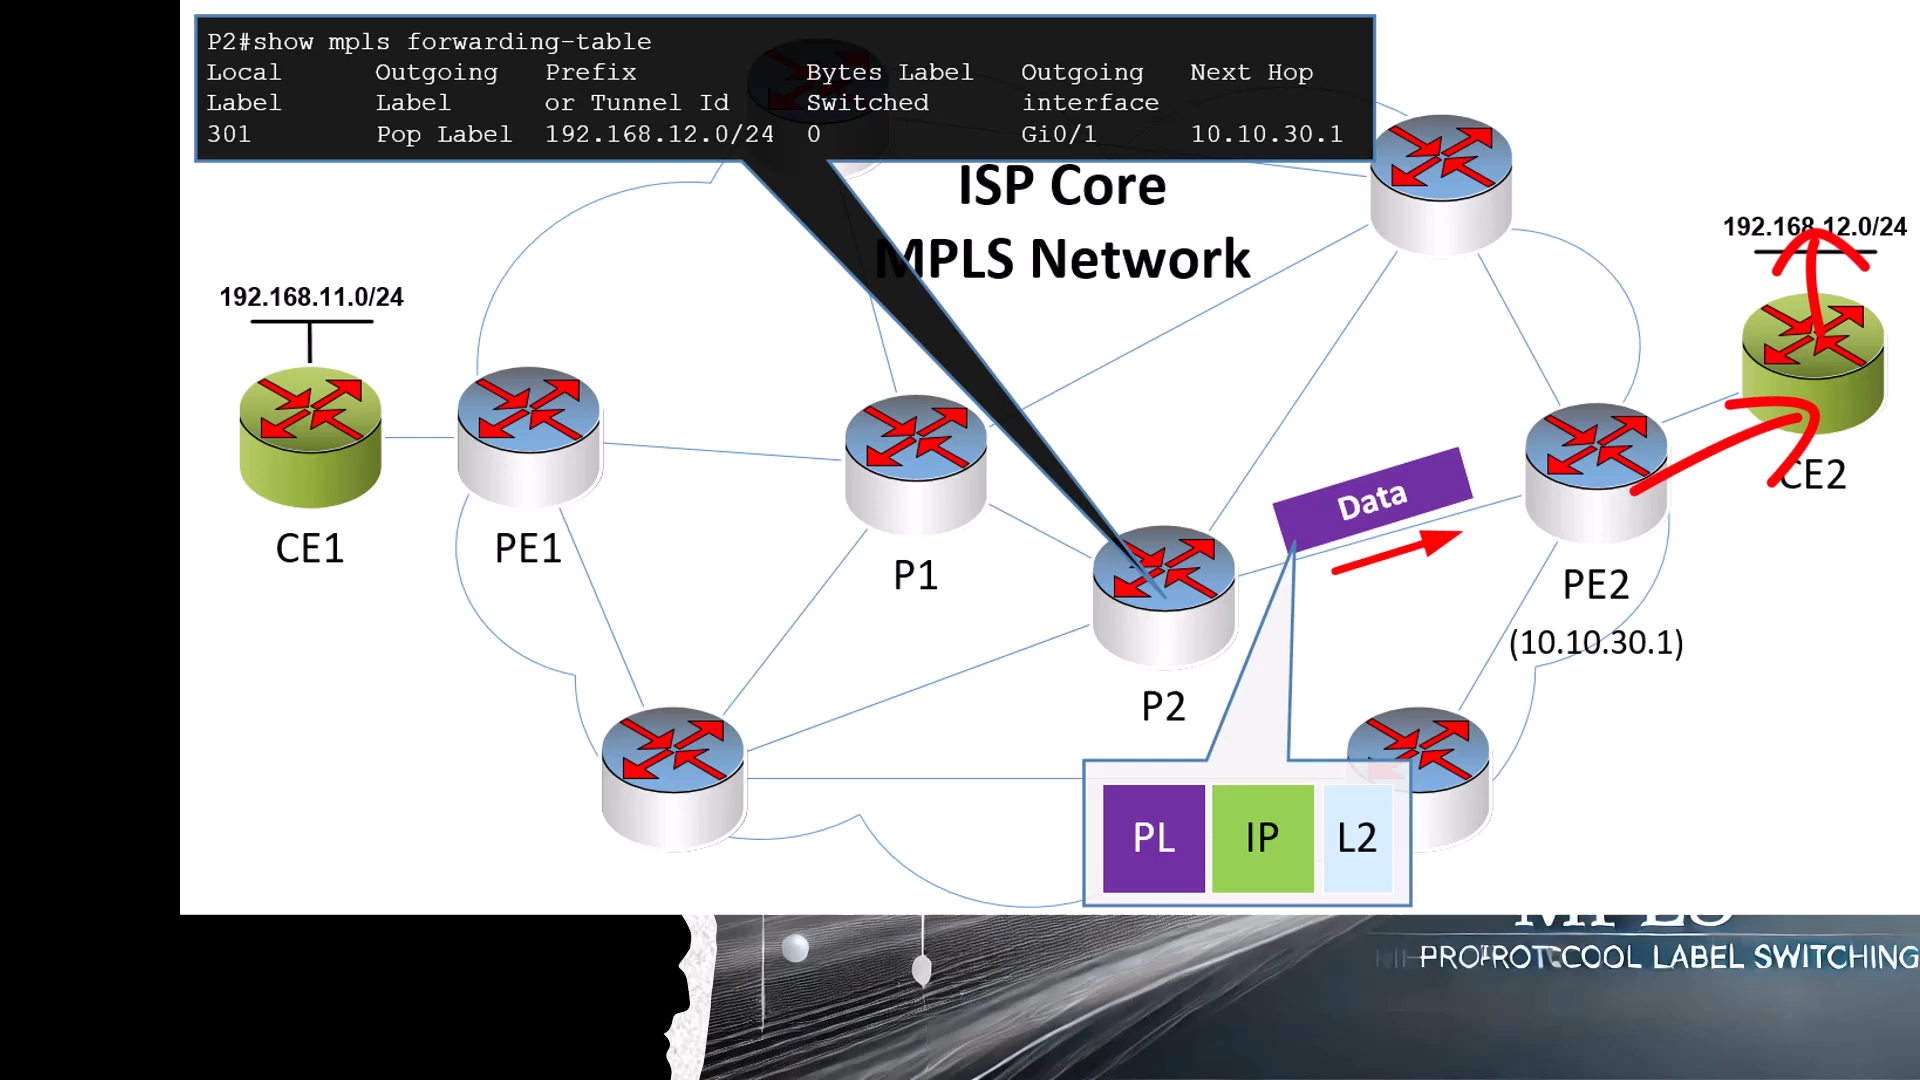 P2#show mpls forwarding-table
Local Outgoing Prefix Bytes Label Outgoing Next Hop
Label Label or Tunnel Id Switched interface
301 Pop Label 192.168.12.0/24 0 Gi0/1 10.10.30.1
ISP Core
MPLS Network
192.168.12.0/24
192.168.11.0/24
CE2
Data
CE1
PE1
P1
PE2
(10.10.30.1)
P2
PL IP L2
MPLS
LABEL SWITCHING